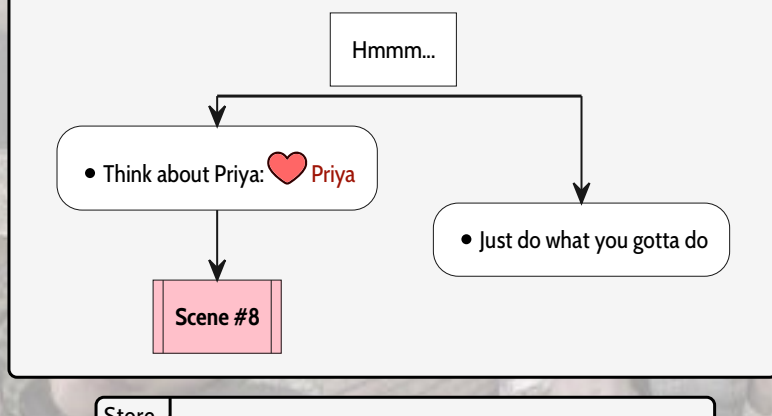 Hmmm...
• Think about Priya: Priya
• Just do what you gotta do
Scene #8
Store